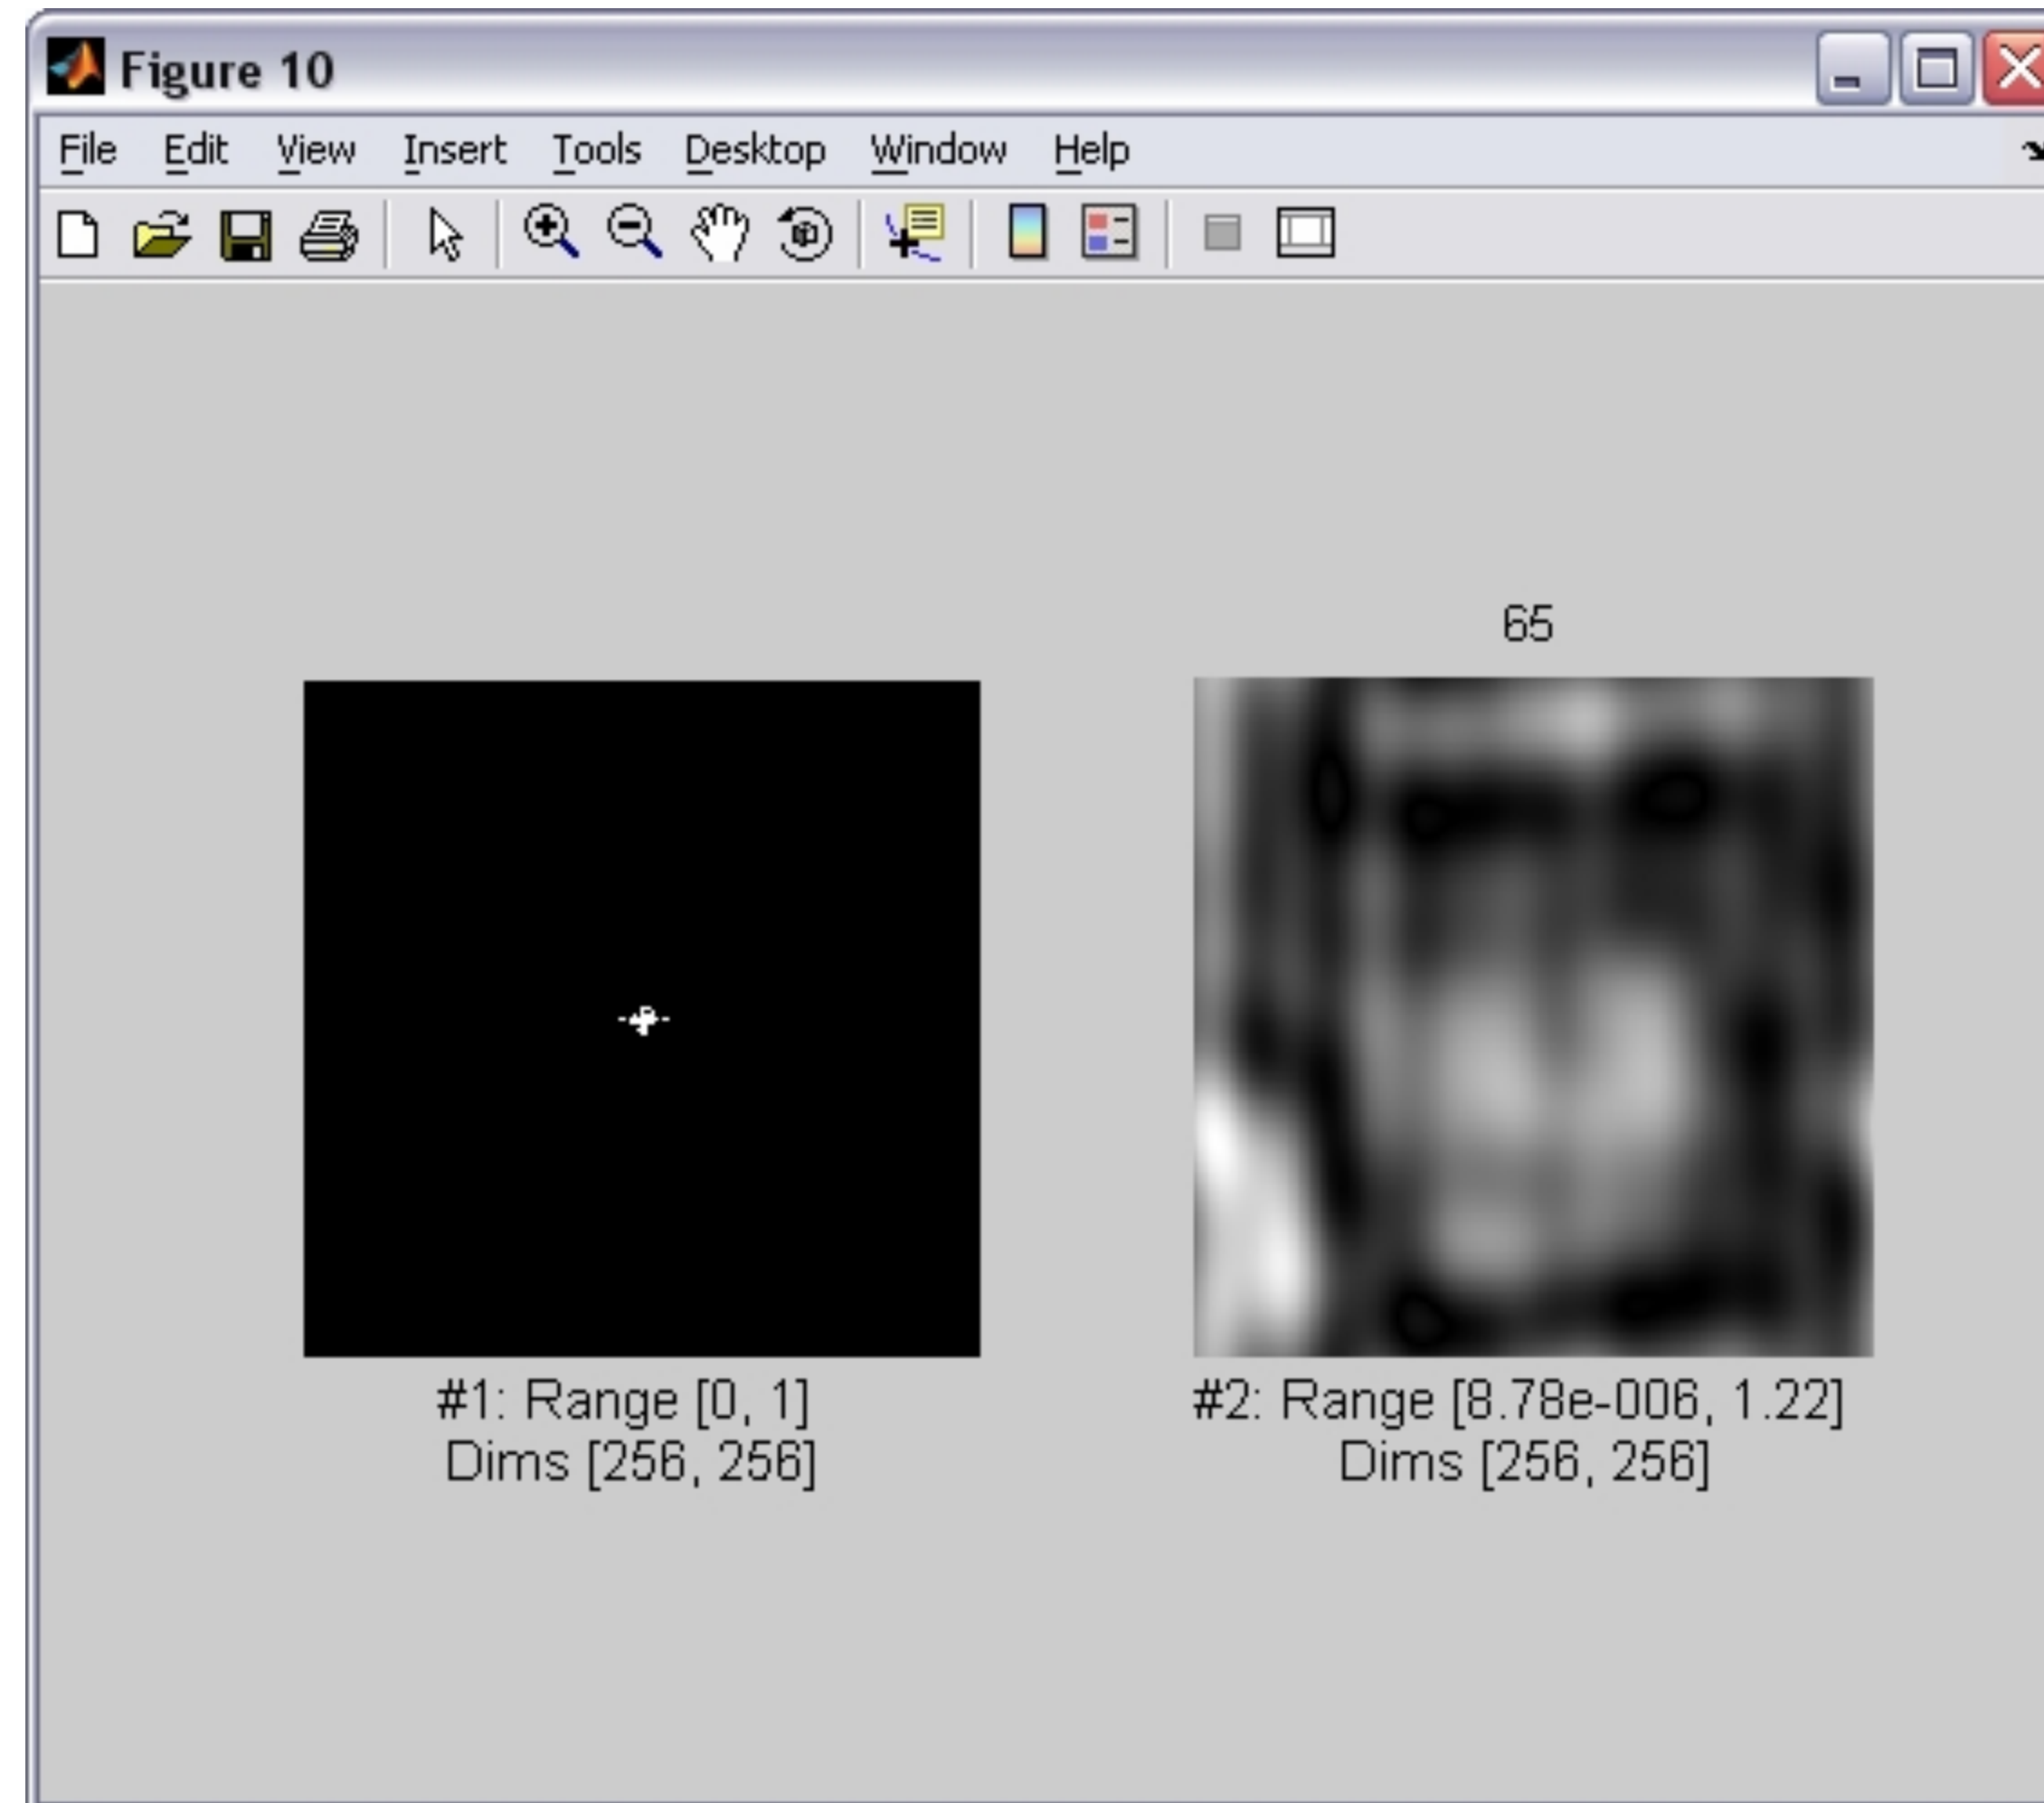 Figure 10
File Edit View Insert Tools Desktop Window Help
65
#1: Range [0, 1]
Dims [256, 256]
#2: Range [8.78e-006, 1.22]
Dims [256, 256]